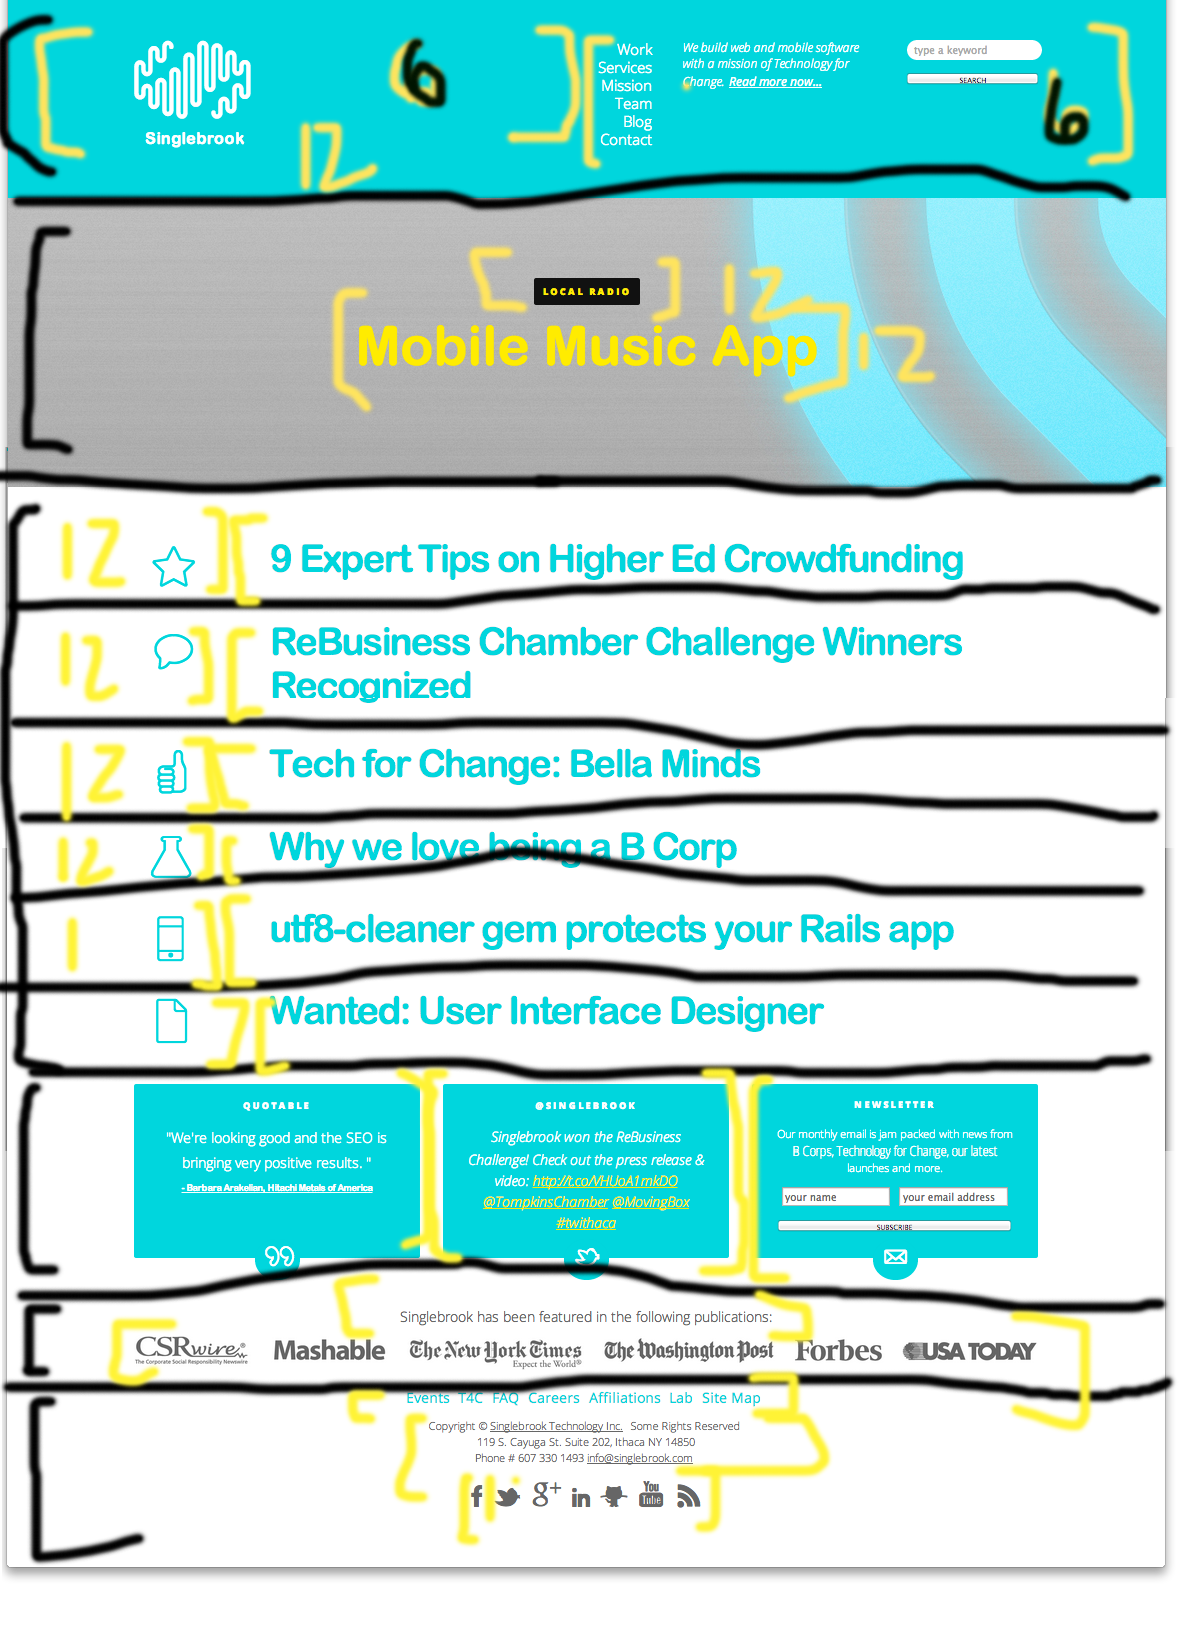 Singlebrook
6
12
Work
Services
Mission
Team
Blog
Contact
We build web and mobile software
with a mission of Technology for
Change. Read more now...
type a keyword
SEARCH
6
LOCAL RADIO
12
Mobile Music App
12
12
9 Expert Tips on Higher Ed Crowdfunding
12
ReBusiness Chamber Challenge Winners
Recognized
12
Tech for Change: Bella Minds
12
Why we love being a B Corp
1
utf8-cleaner gem protects your Rails app
Wanted: User Interface Designer
QUOTABLE
"We're looking good and the SEO is
bringing very positive results. "
- Barbara Arakelian, Hitachi Metals of America
@SINGLEBROOK
Singlebrook won the ReBusiness
Challenge! Check out the press release &
video: http://t.co/VHUoA1mkDO
@TompkinsChamber @MovingBox
#twithaca
NEWSLETTER
Our monthly email is jam packed with news from
B Corps, Technology for Change, our latest
launches and more.
your name
your email address
SUBSCRIBE
Singlebrook has been featured in the following publications:
CSRwire
The Corporate Social Responsibility Newswire
Mashable
The New York Times
Expect the World®
The Washington Post
Forbes
USA TODAY
Events T4C FAQ Careers Affiliations Lab Site Map
Copyright © Singlebrook Technology Inc. Some Rights Reserved
119 S. Cayuga St. Suite 202, Ithaca NY 14850
Phone # 607 330 1493 info@singlebrook.com
f g+ in You Tube